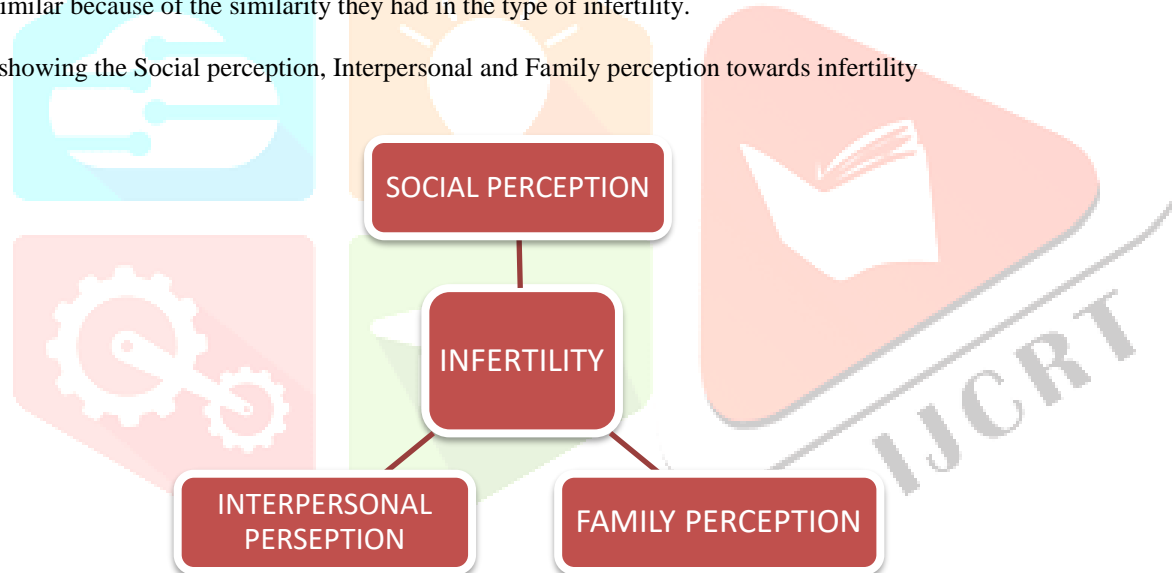 imilar because of the similarity they had in the type of infertility.
showing the Social perception, Interpersonal and Family perception towards infertility
SOCIAL PERCEPTION
INFERTILITY
IJCRT
INTERPERSONAL
PERSEPTION
FAMILY PERCEPTION